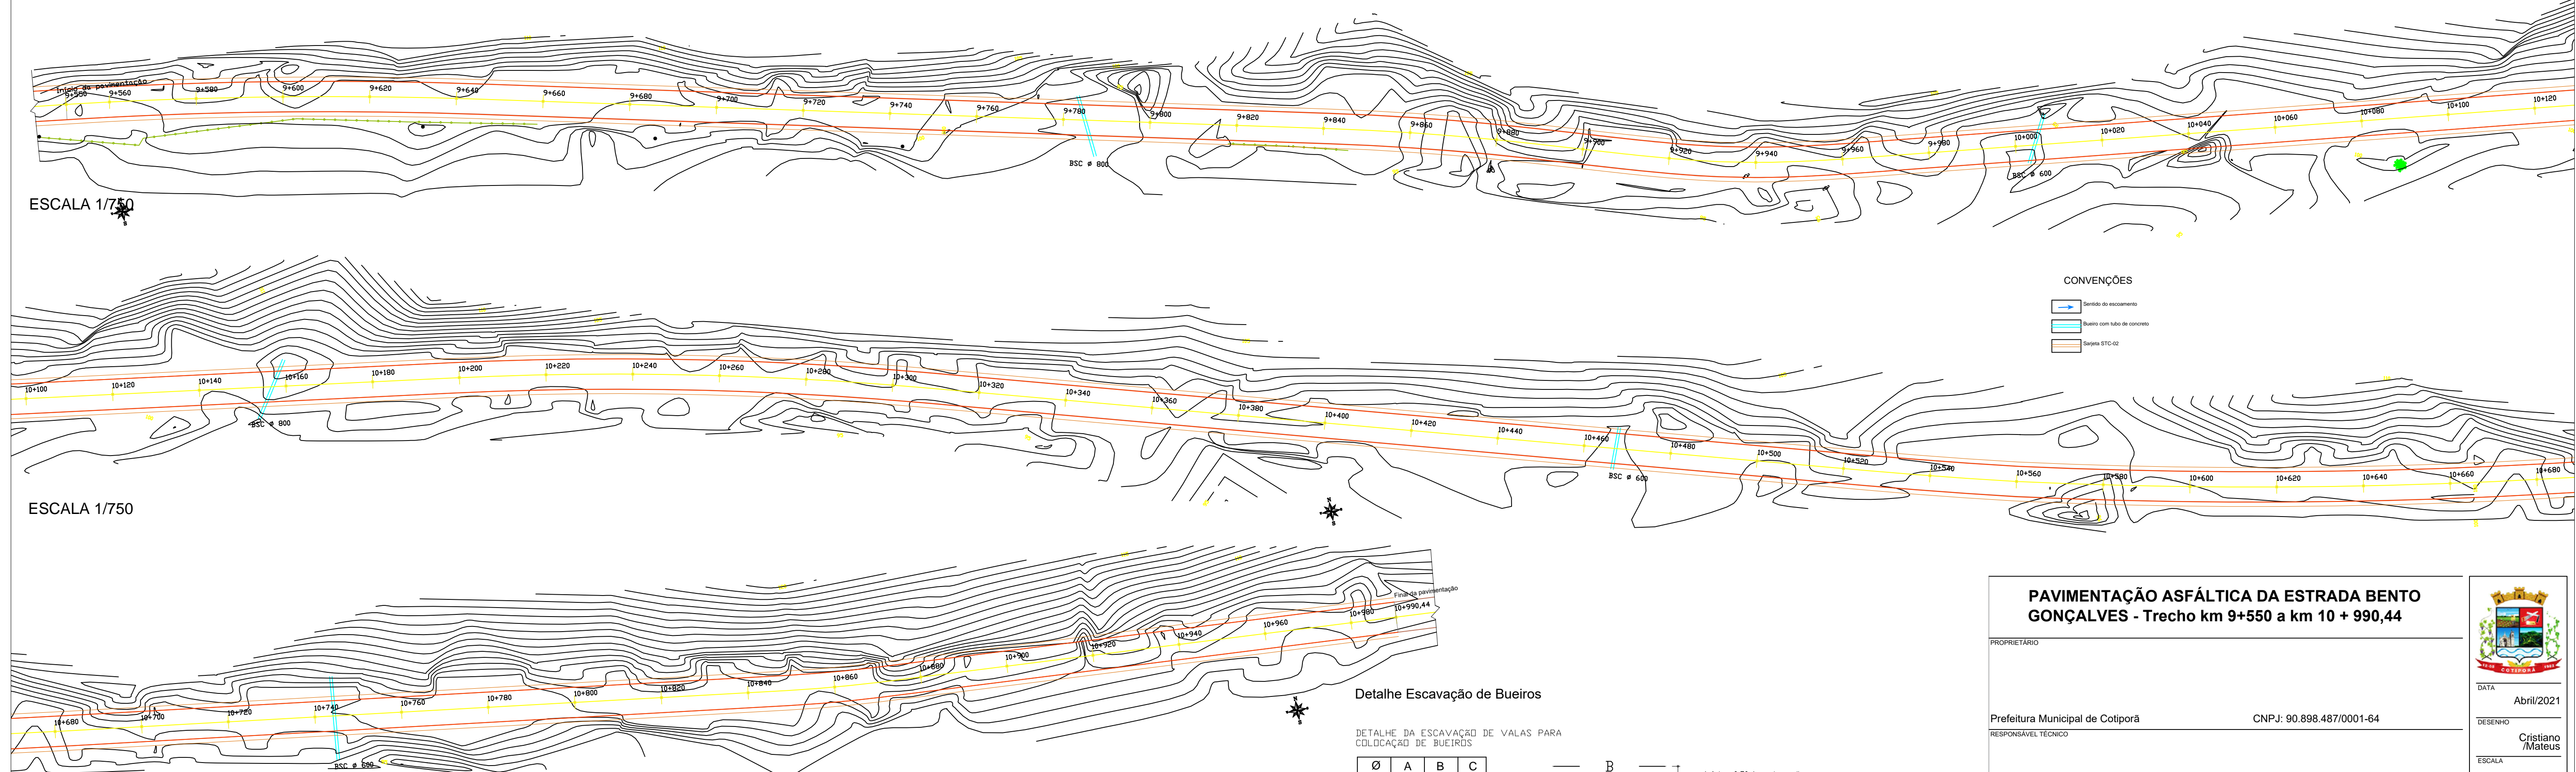 Início da pavimentação
9+550
9+560
9+580
9+600
9+620
9+640
9+660
9+680
9+700
9+720
9+740
9+760
9+780
9+800
9+820
9+840
9+860
9+880
9+900
9+920
9+940
9+960
9+980
10+000
10+020
10+040
10+060
10+080
10+100
10+120
BSC ø 800
BSC ø 600
ESCALA 1/750
S
CONVENÇÕES
Sentido do escoamento
Bueiro com tubo de concreto
Sarjeta STC-02
10+100
10+120
10+140
10+160
10+180
10+200
10+220
10+240
10+260
10+280
10+300
10+320
10+340
10+360
10+380
10+400
10+420
10+440
10+460
10+480
10+500
10+520
10+540
10+560
10+580
10+600
10+620
10+640
10+660
10+680
BSC ø 800
BSC ø 600
ESCALA 1/750
N
S
Final da pavimentação
10+680
10+700
10+720
10+740
10+760
10+780
10+800
10+820
10+840
10+860
10+880
10+900
10+920
10+940
10+960
10+980
10+990,44
BSC ø 600
N
S
Detalhe Escavação de Bueiros
DETALHE DA ESCAVAÇÃO DE VALAS PARA
COLOCAÇÃO DE BUEIROS
Ø A B C
B
PAVIMENTAÇÃO ASFÁLTICA DA ESTRADA BENTO
GONÇALVES - Trecho km 9+550 a km 10 + 990,44
PROPRIETÁRIO
Prefeitura Municipal de Cotiporã CNPJ: 90.898.487/0001-64
RESPONSÁVEL TÉCNICO
COTIPORÃ
DATA
Abril/2021
DESENHO
Cristiano
/Mateus
ESCALA